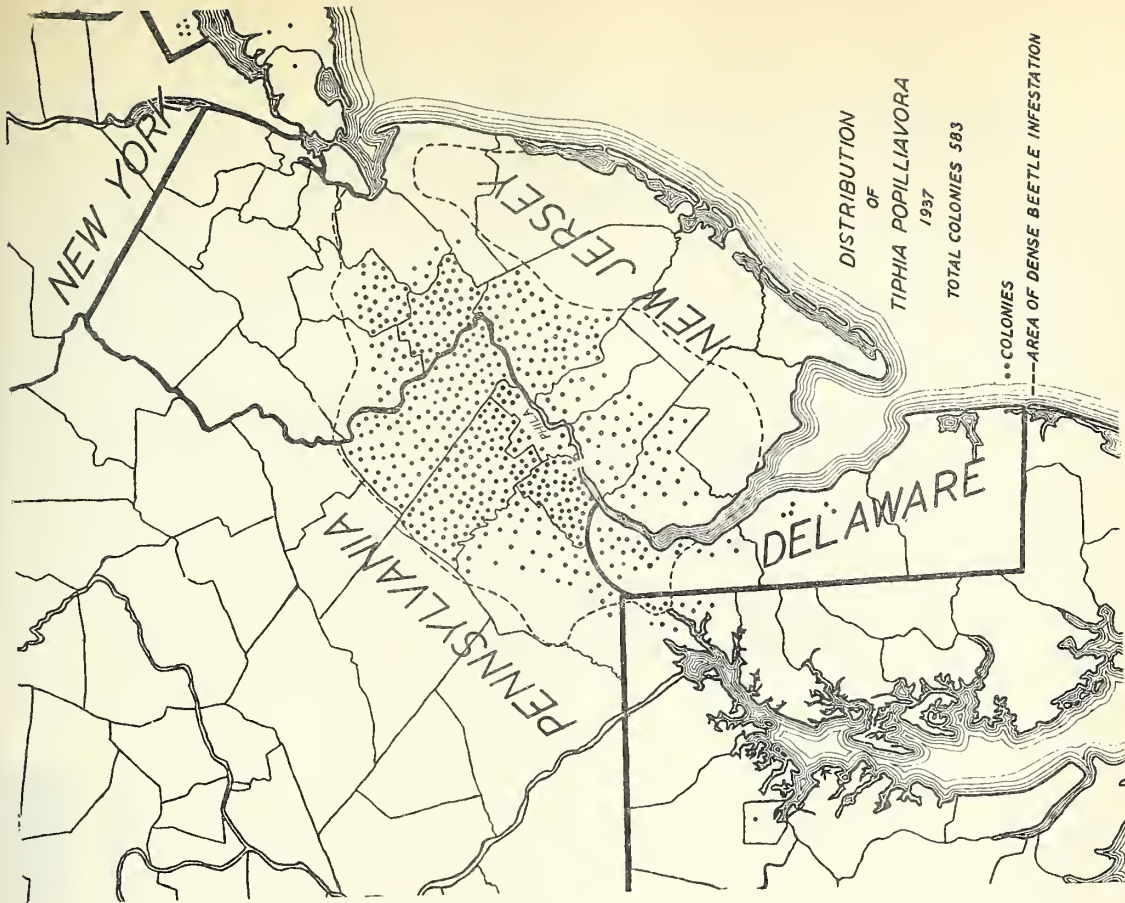 NEW YORK
PENNSYLVANIA
NEW JERSEY
PHILA
DELAWARE
DISTRIBUTION
OF
TIPHIA POPILLIAVORA
1937
TOTAL COLONIES 583
COLONIES
AREA OF DENSE BEETLE INFESTATION